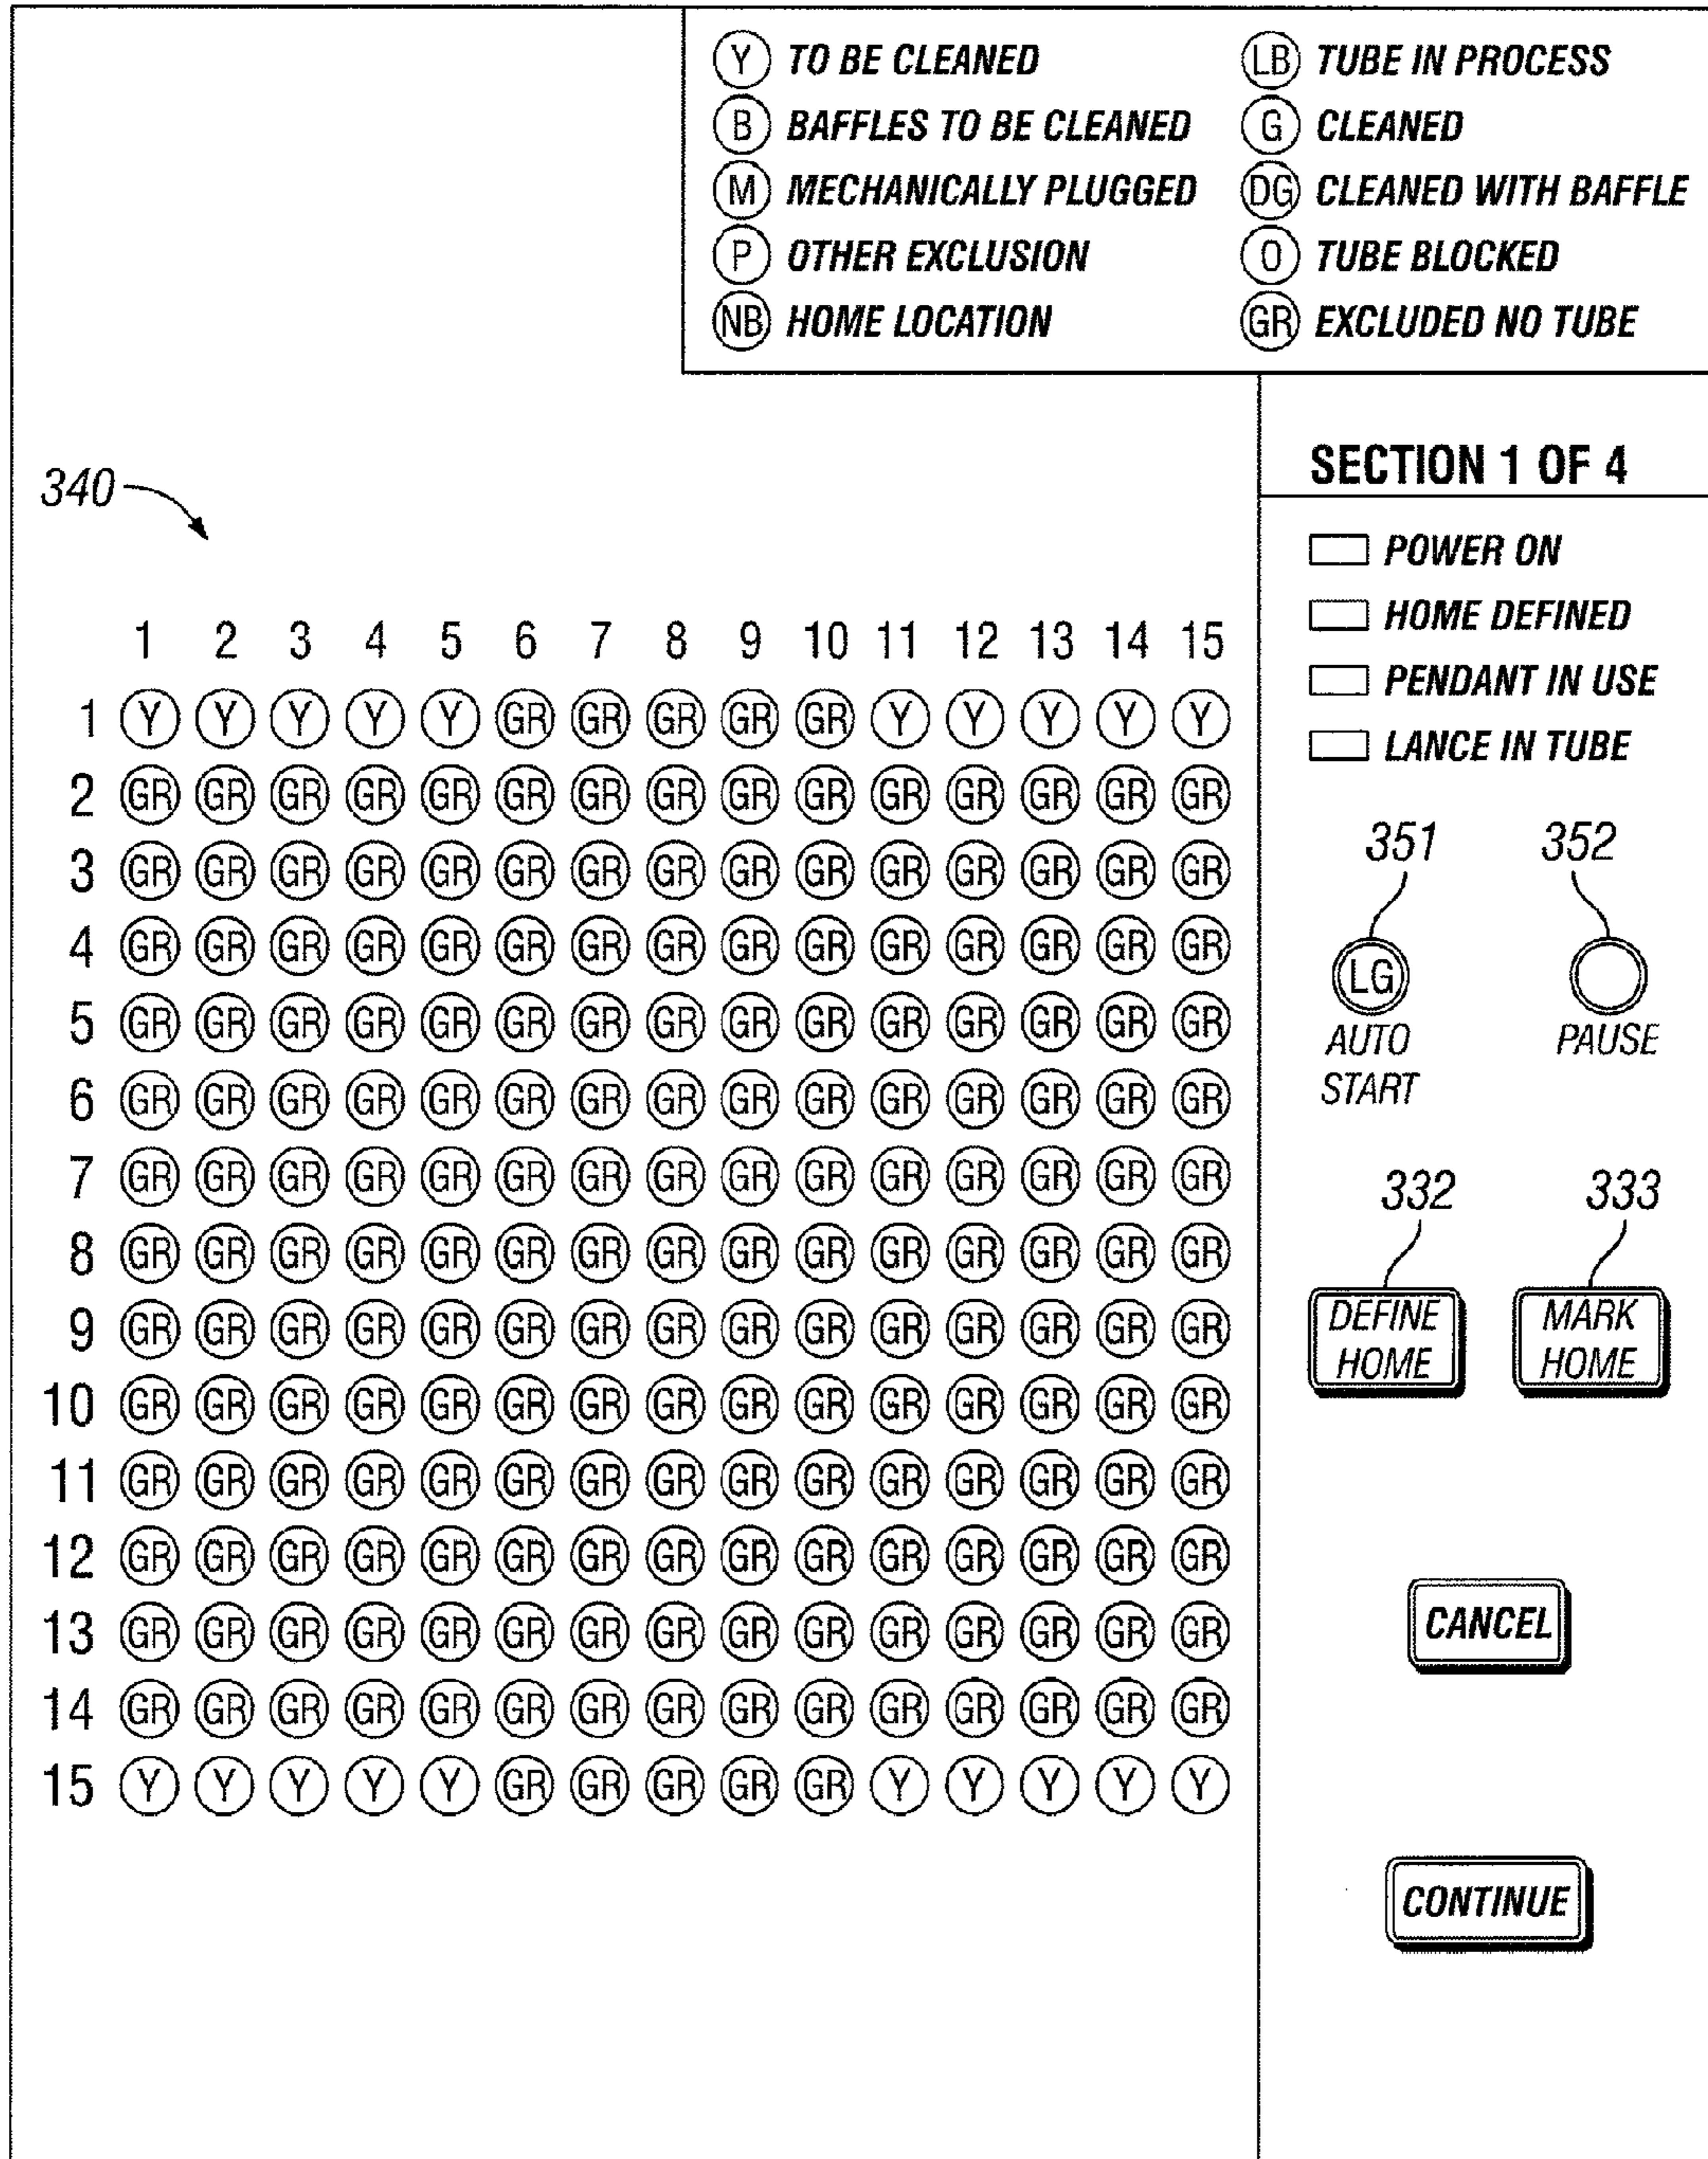 Y TO BE CLEANED LB TUBE IN PROCESS
B BAFFLES TO BE CLEANED G CLEANED
M MECHANICALLY PLUGGED DG CLEANED WITH BAFFLE
P OTHER EXCLUSION O TUBE BLOCKED
NB HOME LOCATION GR EXCLUDED NO TUBE
340
1 2 3 4 5 6 7 8 9 10 11 12 13 14 15
1 Y Y Y Y Y GR GR GR GR GR Y Y Y Y Y
2 GR GR GR GR GR GR GR GR GR GR GR GR GR GR GR
3 GR GR GR GR GR GR GR GR GR GR GR GR GR GR GR
4 GR GR GR GR GR GR GR GR GR GR GR GR GR GR GR
5 GR GR GR GR GR GR GR GR GR GR GR GR GR GR GR
6 GR GR GR GR GR GR GR GR GR GR GR GR GR GR GR
7 GR GR GR GR GR GR GR GR GR GR GR GR GR GR GR
8 GR GR GR GR GR GR GR GR GR GR GR GR GR GR GR
9 GR GR GR GR GR GR GR GR GR GR GR GR GR GR GR
10 GR GR GR GR GR GR GR GR GR GR GR GR GR GR GR
11 GR GR GR GR GR GR GR GR GR GR GR GR GR GR GR
12 GR GR GR GR GR GR GR GR GR GR GR GR GR GR GR
13 GR GR GR GR GR GR GR GR GR GR GR GR GR GR GR
14 GR GR GR GR GR GR GR GR GR GR GR GR GR GR GR
15 Y Y Y Y Y GR GR GR GR GR Y Y Y Y Y
SECTION 1 OF 4
POWER ON
HOME DEFINED
PENDANT IN USE
LANCE IN TUBE
351 352
LG
AUTO PAUSE
START
332 333
DEFINE MARK
HOME HOME
CANCEL
CONTINUE